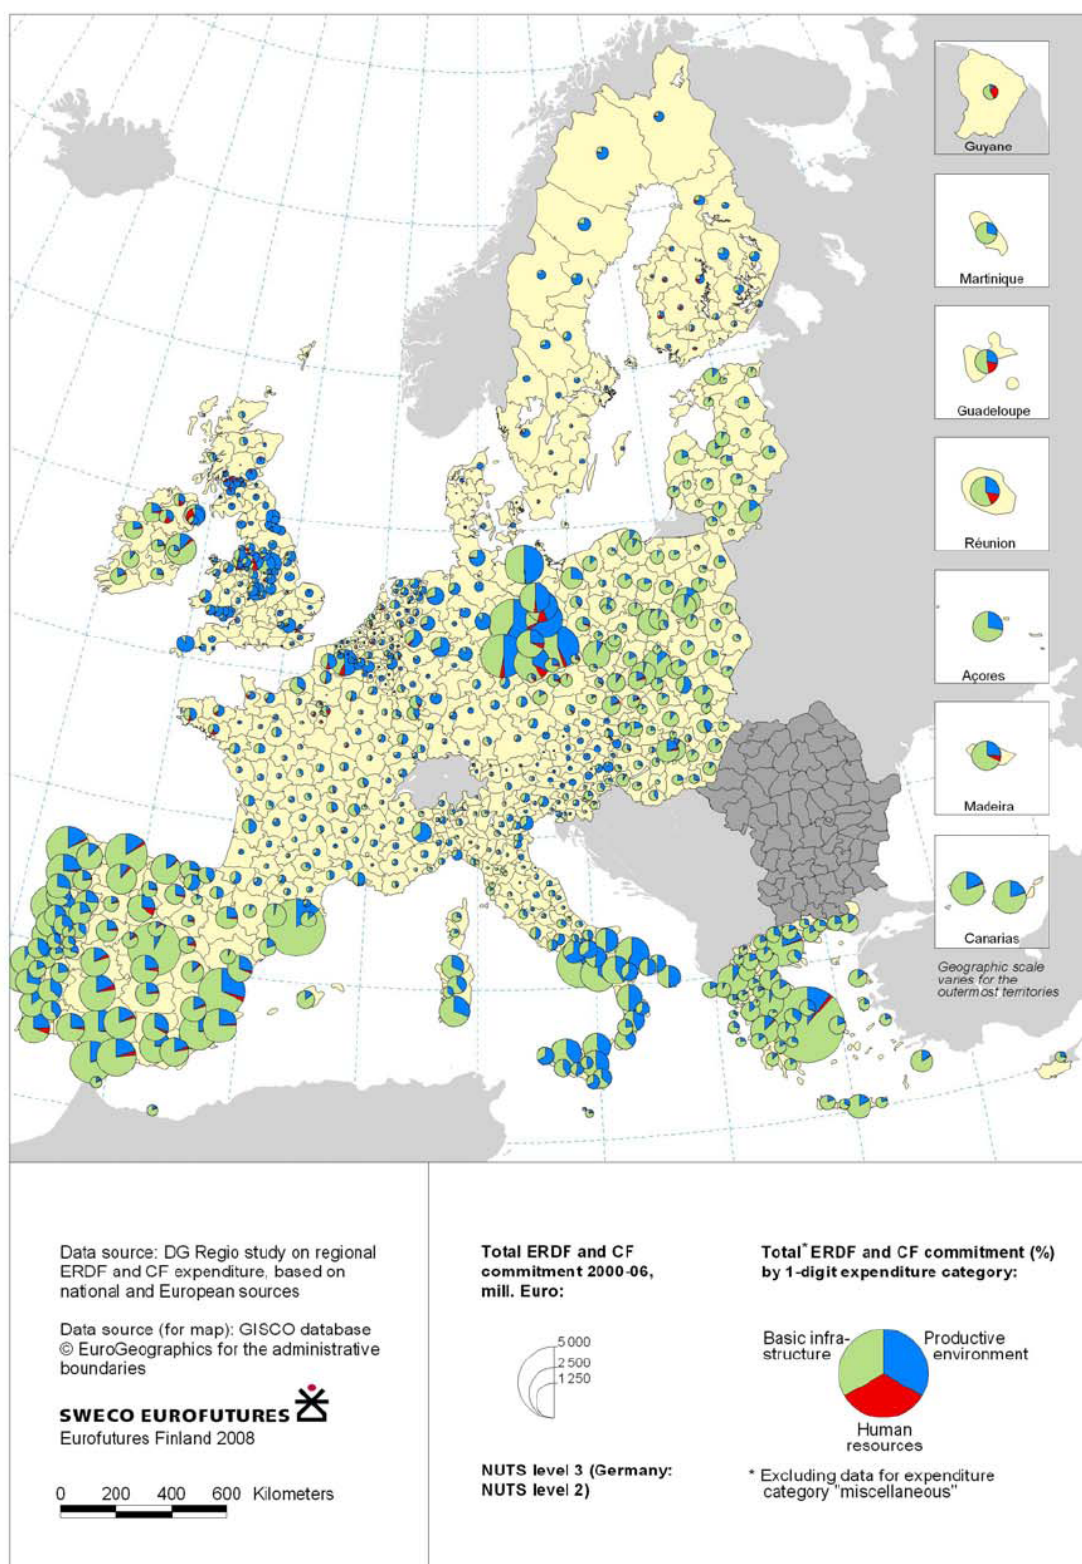 Guyane
Martinique
Guadeloupe
Réunion
Açores
Madeira
Canarias
Geographic scale
varies for the
outermost territories
Data source: DG Regio study on regional
ERDF and CF expenditure, based on
national and European sources
Data source (for map): GISCO database
© EuroGeographics for the administrative
boundaries
SWECO EUROFUTURES
Eurofutures Finland 2008
0 200 400 600 Kilometers
Total ERDF and CF
commitment 2000-06,
mill. Euro:
5 000
2 500
1 250
NUTS level 3 (Germany:
NUTS level 2)
Total* ERDF and CF commitment (%)
by 1-digit expenditure category:
Basic infra-
structure
Productive
environment
Human
resources
* Excluding data for expenditure
category "miscellaneous"